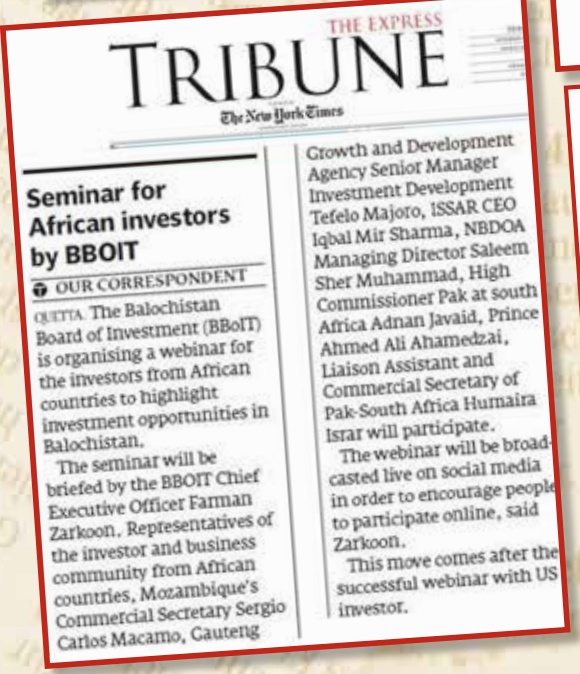 THE EXPRESS
TRIBUNE
The New York Times
Seminar for
African investors
by BBOIT
OUR CORRESPONDENT
QUETTA. The Balochistan
Board of Investment (BBoIT)
is organising a webinar for
the investors from African
countries to highlight
investment opportunities in
Balochistan.
The seminar will be
briefed by the BBOIT Chief
Executive Officer Farman
Zarkoon. Representatives of
the investor and business
community from African
countries, Mozambique's
Commercial Secretary Sergio
Carlos Macamo, Gauteng
Growth and Development
Agency Senior Manager
Investment Development
Tefelo Majoro, ISSAR CEO
Iqbal Mir Sharma, NBDOA
Managing Director Saleem
Sher Muhammad, High
Commissioner Pak at south
Africa Adnan Javaid, Prince
Ahmed Ali Ahamedzai,
Liaison Assistant and
Commercial Secretary of
Pak-South Africa Humaira
Israr will participate.
The webinar will be broad-
casted live on social media
in order to encourage people
to participate online, said
Zarkoon.
This move comes after the
successful webinar with US
investor.